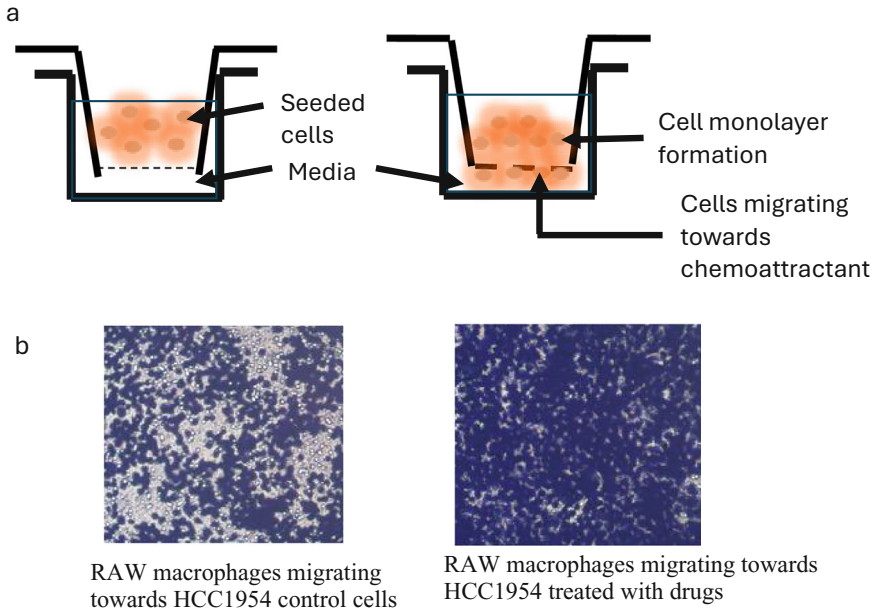 a
Seeded
cells
Media
Cell monolayer
formation
Cells migrating
towards
chemoattractant
b
RAW macrophages migrating
towards HCC1954 control cells
RAW macrophages migrating towards
HCC1954 treated with drugs